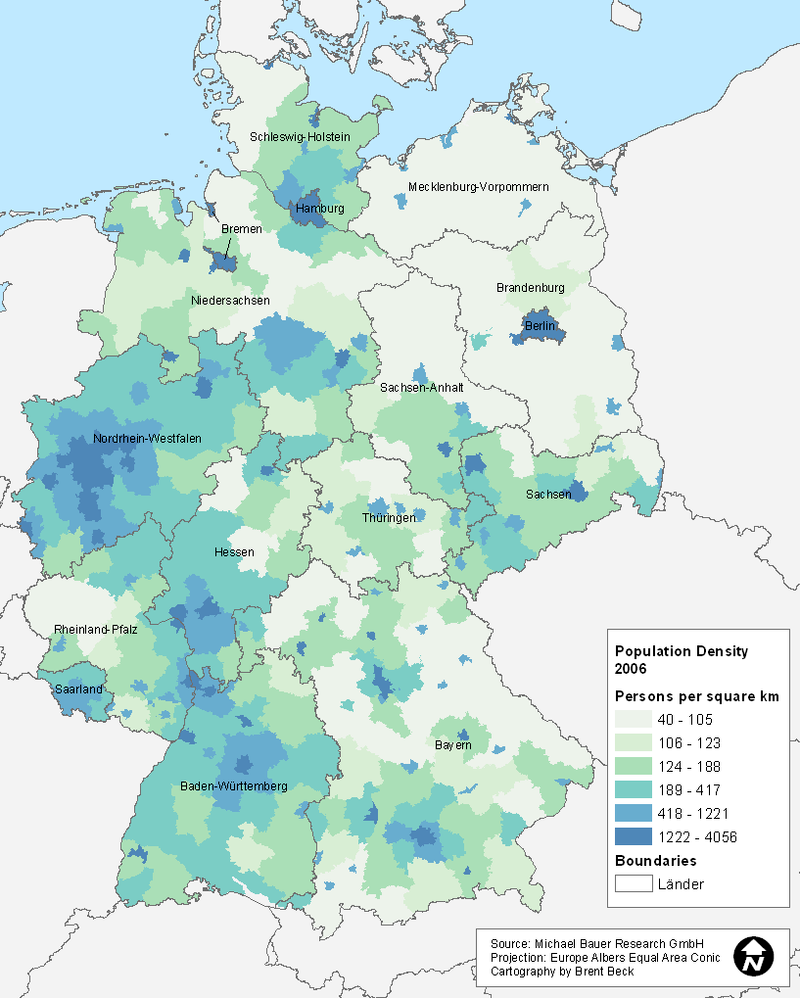 Schleswig-Holstein
Mecklenburg-Vorpommern
Hamburg
Bremen
Brandenburg
Niedersachsen
Berlin
Sachsen-Anhalt
Nordrhein-Westfalen
Sachsen
Thüringen
Hessen
Rheinland-Pfalz
Saarland
Bayern
Baden-Württemberg
Population Density
2006
Persons per square km
40 - 105
106 - 123
124 - 188
189 - 417
418 - 1221
1222 - 4056
Boundaries
Länder
Source: Michael Bauer Research GmbH
Projection: Europe Albers Equal Area Conic
Cartography by Brent Beck
N